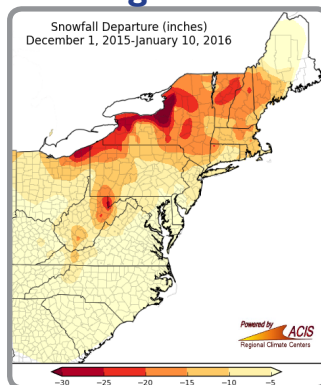 Snowfall Departure (inches)
December 1, 2015-January 10, 2016
Powered by
ACIS
Regional Climate Centers
−30 −25 −20 −15 −10 −5